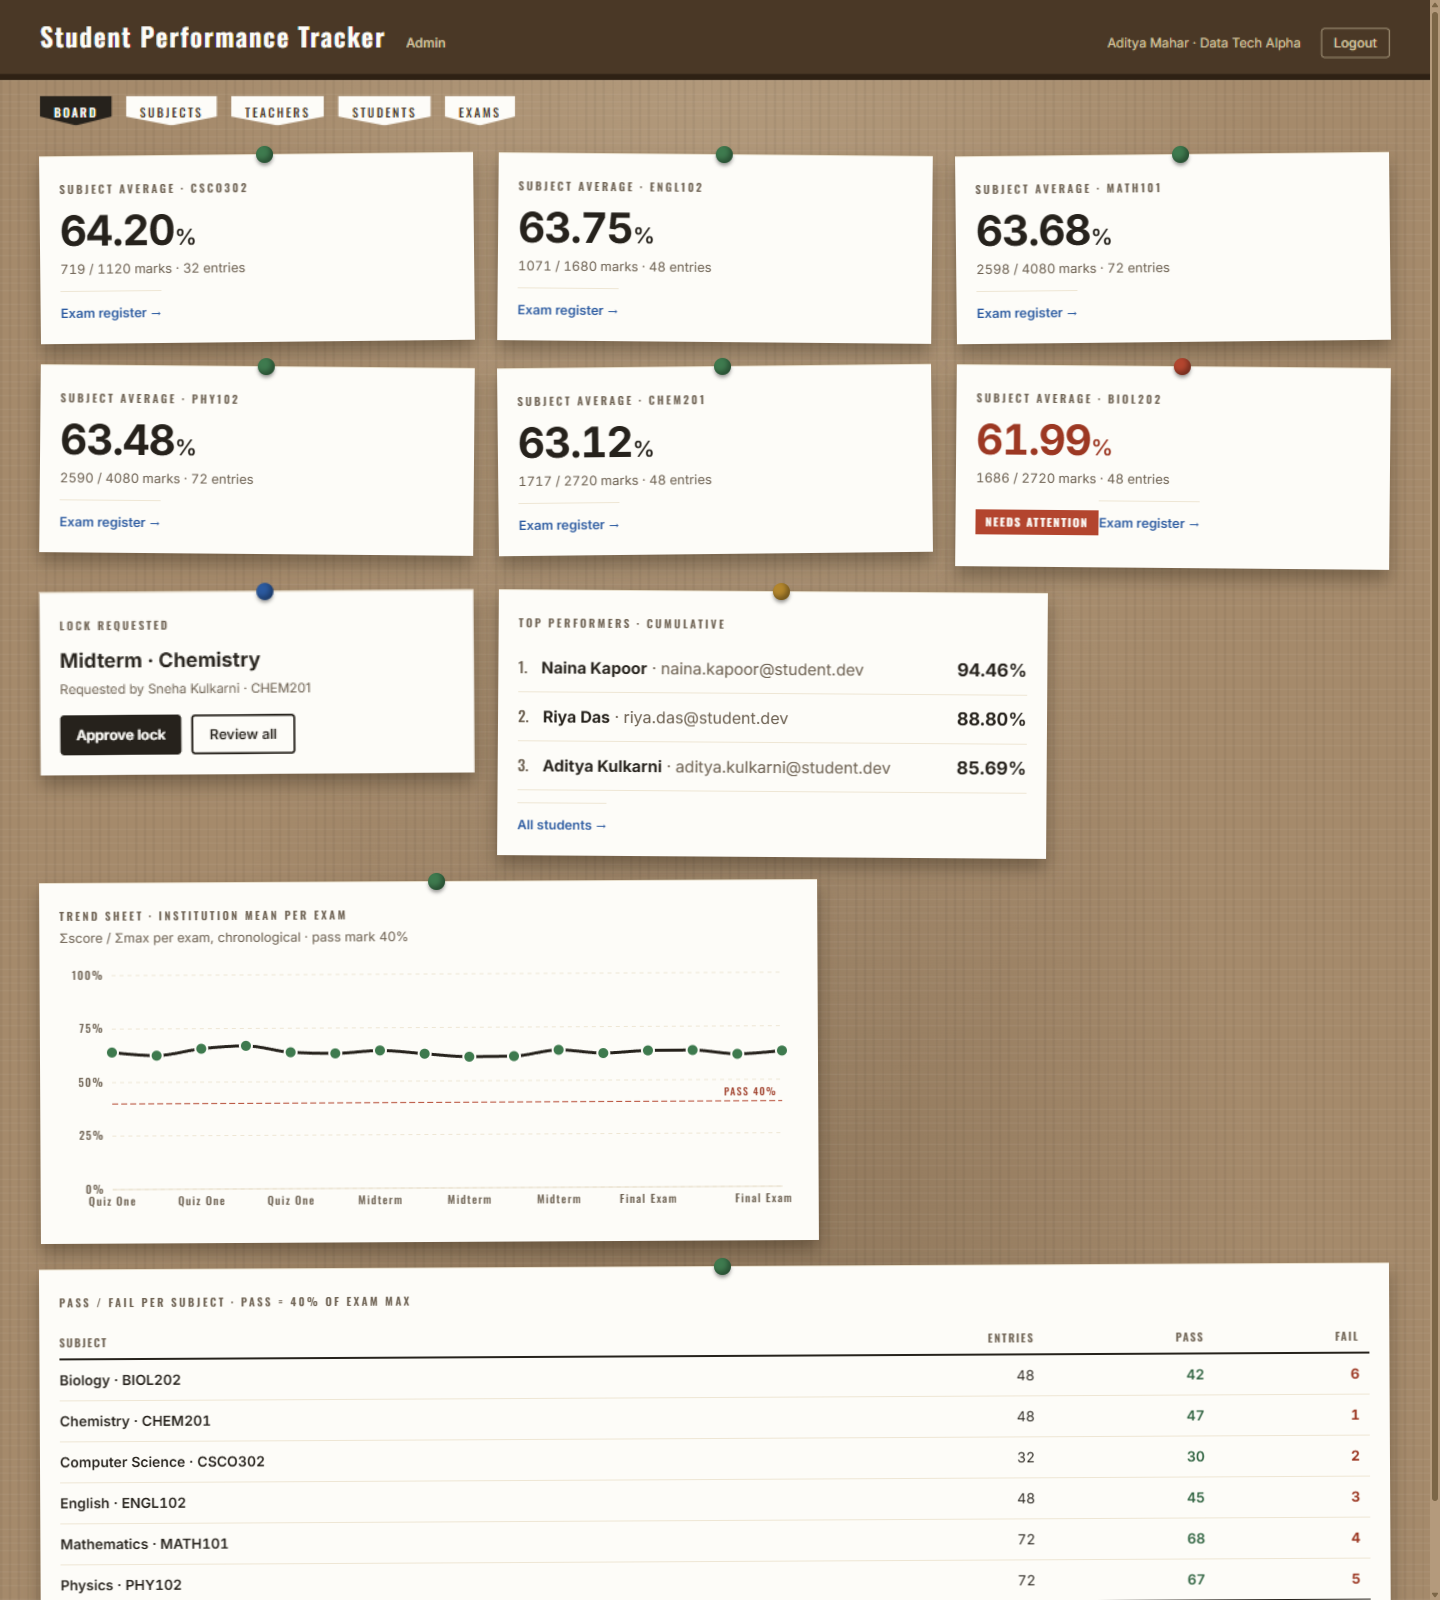 Student Performance Tracker Admin Aditya Mahar · Data Tech Alpha Logout
BOARD SUBJECTS TEACHERS STUDENTS EXAMS
SUBJECT AVERAGE · CSCO302
64.20%
719 / 1120 marks · 32 entries
Exam register →
SUBJECT AVERAGE · ENGL102
63.75%
1071 / 1680 marks · 48 entries
Exam register →
SUBJECT AVERAGE · MATH101
63.68%
2598 / 4080 marks · 72 entries
Exam register →
SUBJECT AVERAGE · PHY102
63.48%
2590 / 4080 marks · 72 entries
Exam register →
SUBJECT AVERAGE · CHEM201
63.12%
1717 / 2720 marks · 48 entries
Exam register →
SUBJECT AVERAGE · BIOL202
61.99%
1686 / 2720 marks · 48 entries
NEEDS ATTENTION Exam register →
LOCK REQUESTED
Midterm · Chemistry
Requested by Sneha Kulkarni · CHEM201
Approve lock Review all
TOP PERFORMERS · CUMULATIVE
1. Naina Kapoor · naina.kapoor@student.dev 94.46%
2. Riya Das · riya.das@student.dev 88.80%
3. Aditya Kulkarni · aditya.kulkarni@student.dev 85.69%
All students →
TREND SHEET · INSTITUTION MEAN PER EXAM
Σscore / Σmax per exam, chronological · pass mark 40%
100%
75%
50%
PASS 40%
25%
0%
Quiz One Quiz One Quiz One Midterm Midterm Midterm Final Exam Final Exam
PASS / FAIL PER SUBJECT · PASS = 40% OF EXAM MAX
SUBJECT ENTRIES PASS FAIL
Biology · BIOL202 48 42 6
Chemistry · CHEM201 48 47 1
Computer Science · CSCO302 32 30 2
English · ENGL102 48 45 3
Mathematics · MATH101 72 68 4
Physics · PHY102 72 67 5